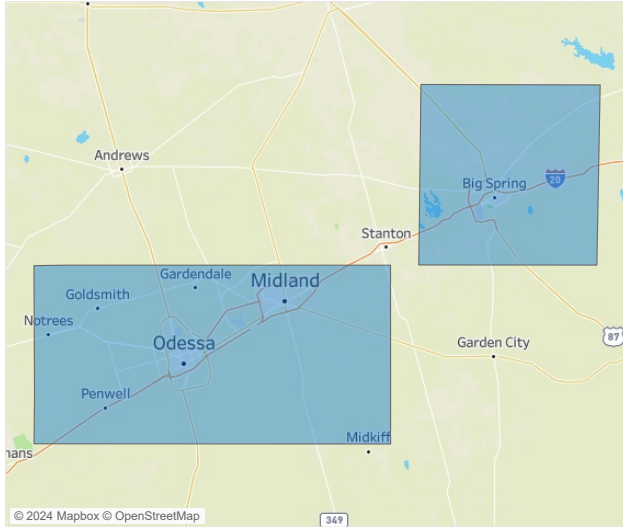 Andrews
Big Spring
20
Stanton
Gardendale
Midland
Goldsmith
Notrees
Odessa
Garden City
87
Penwell
Midkiff
hans
349
© 2024 Mapbox © OpenStreetMap